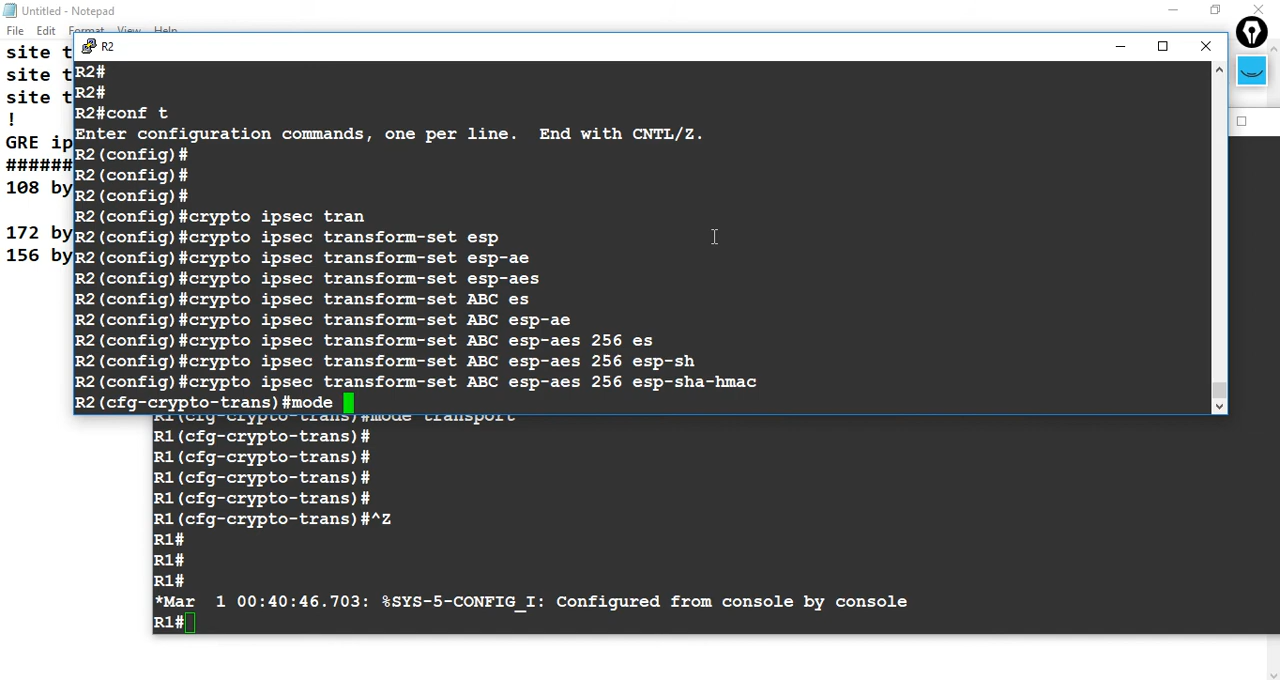 Untitled - Notepad
File Edit Format View Help
site t
site t
site t
!
GRE ip
######
108 by
172 by
156 by
R2
R2#
R2#
R2#conf t
Enter configuration commands, one per line.  End with CNTL/Z.
R2(config)#
R2(config)#
R2(config)#
R2(config)#crypto ipsec tran
R2(config)#crypto ipsec transform-set esp
R2(config)#crypto ipsec transform-set esp-ae
R2(config)#crypto ipsec transform-set esp-aes
R2(config)#crypto ipsec transform-set ABC es
R2(config)#crypto ipsec transform-set ABC esp-ae
R2(config)#crypto ipsec transform-set ABC esp-aes 256 es
R2(config)#crypto ipsec transform-set ABC esp-aes 256 esp-sh
R2(config)#crypto ipsec transform-set ABC esp-aes 256 esp-sha-hmac
R2(cfg-crypto-trans)#mode
R1(cfg-crypto-trans)#mode transport
R1(cfg-crypto-trans)#
R1(cfg-crypto-trans)#
R1(cfg-crypto-trans)#
R1(cfg-crypto-trans)#
R1(cfg-crypto-trans)#^Z
R1#
R1#
R1#
*Mar  1 00:40:46.703: %SYS-5-CONFIG_I: Configured from console by console
R1#